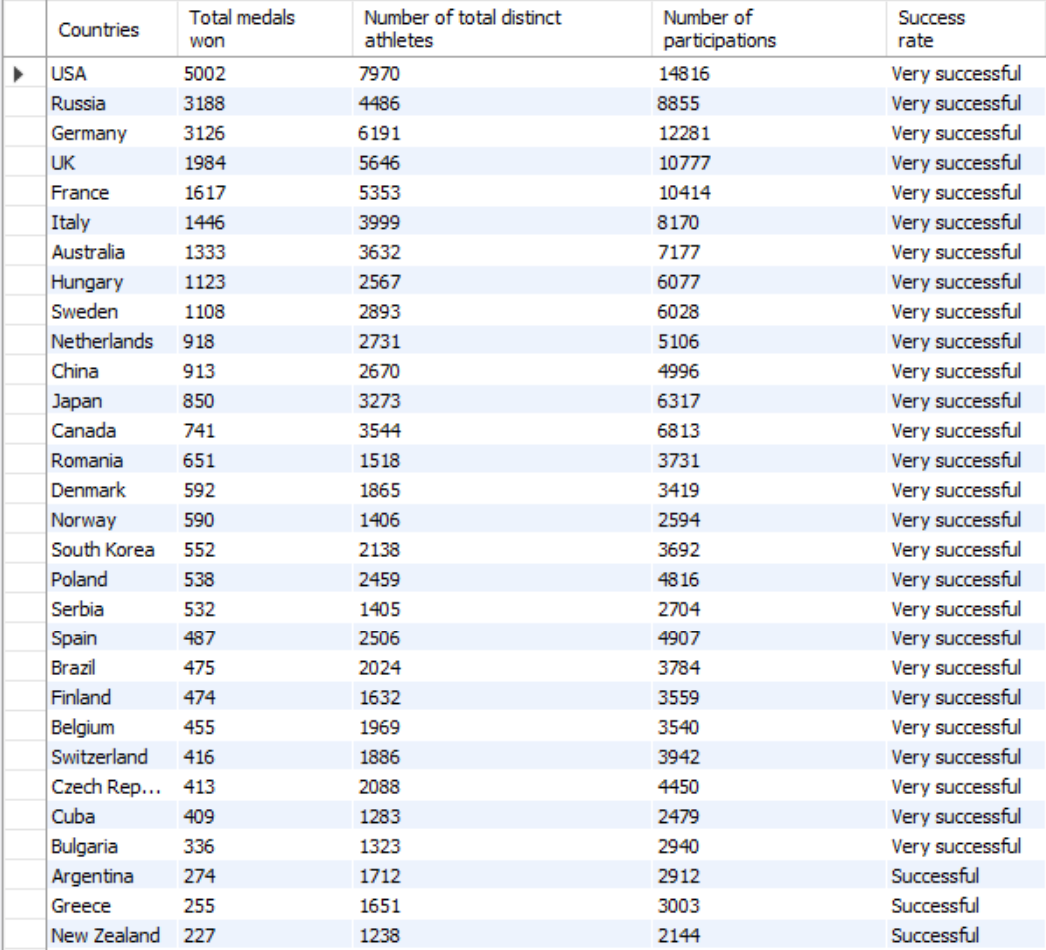 Countries Total medals won Number of total distinct athletes Number of participations Success rate
USA 5002 7970 14816 Very successful
Russia 3188 4486 8855 Very successful
Germany 3126 6191 12281 Very successful
UK 1984 5646 10777 Very successful
France 1617 5353 10414 Very successful
Italy 1446 3999 8170 Very successful
Australia 1333 3632 7177 Very successful
Hungary 1123 2567 6077 Very successful
Sweden 1108 2893 6028 Very successful
Netherlands 918 2731 5106 Very successful
China 913 2670 4996 Very successful
Japan 850 3273 6317 Very successful
Canada 741 3544 6813 Very successful
Romania 651 1518 3731 Very successful
Denmark 592 1865 3419 Very successful
Norway 590 1406 2594 Very successful
South Korea 552 2138 3692 Very successful
Poland 538 2459 4816 Very successful
Serbia 532 1405 2704 Very successful
Spain 487 2506 4907 Very successful
Brazil 475 2024 3784 Very successful
Finland 474 1632 3559 Very successful
Belgium 455 1969 3540 Very successful
Switzerland 416 1886 3942 Very successful
Czech Rep... 413 2088 4450 Very successful
Cuba 409 1283 2479 Very successful
Bulgaria 336 1323 2940 Very successful
Argentina 274 1712 2912 Successful
Greece 255 1651 3003 Successful
New Zealand 227 1238 2144 Successful